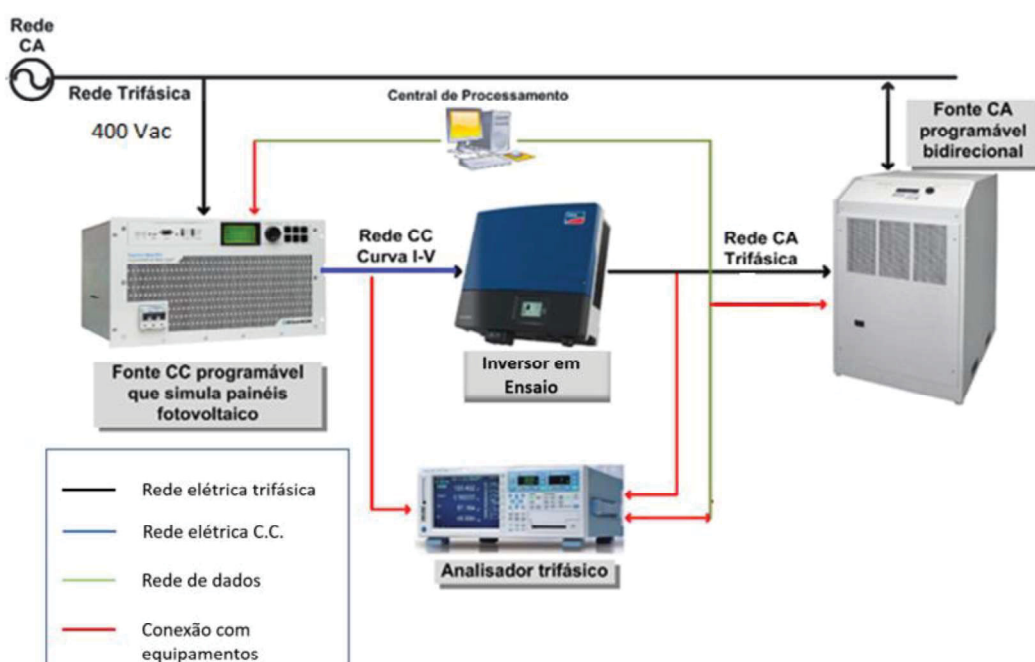 Rede
CA
Rede Trifásica
400 Vac
Central de Processamento
Fonte CA
programável
bidirecional
Rede CC
Curva I-V
Rede CA
Trifásica
Inversor em
Ensaio
Fonte CC programável
que simula painéis
fotovoltaico
Analisador trifásico
Rede elétrica trifásica
Rede elétrica C.C.
Rede de dados
Conexão com
equipamentos